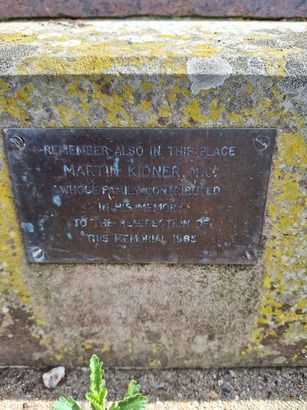 REMEMBER ALSO IN THIS PLACE
MARTIN KIDNER, M.C.
WHOSE FAMILY CONTRIBUTED
IN HIS MEMORY
TO THE RE-ERECTION OF
THIS MEMORIAL 1985